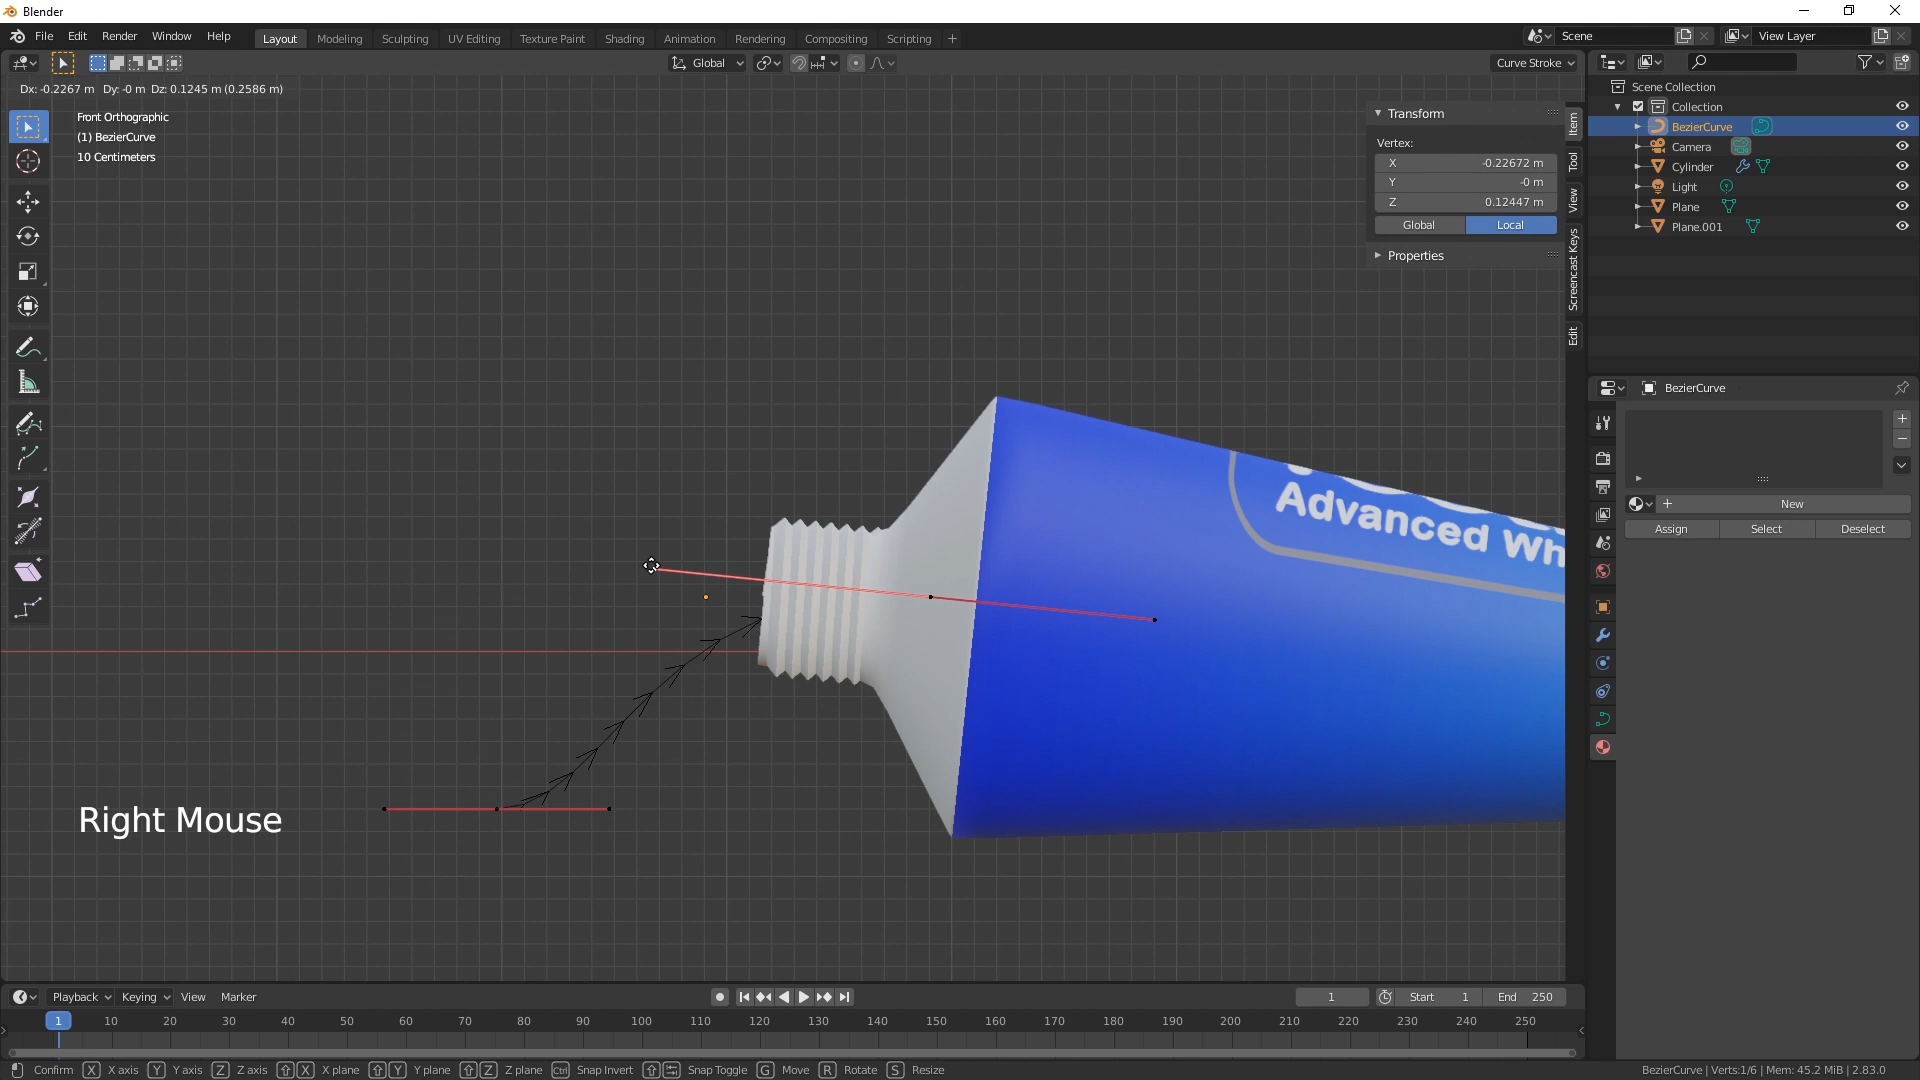 Blender
File Edit Render Window Help Layout Modeling Sculpting UV Editing Texture Paint Shading Animation Rendering Compositing Scripting + Scene View Layer
Global Curve Stroke
Dx: -0.2267 m Dy: -0 m Dz: 0.1245 m (0.2586 m)
Front Orthographic
(1) BezierCurve
10 Centimeters
Transform
Vertex:
X -0.22672 m
Y -0 m
Z 0.12447 m
Global Local
Properties
Item
Tool
View
Screencast Keys
Edit
Scene Collection
Collection
BezierCurve
Camera
Cylinder
Light
Plane
Plane.001
BezierCurve
New
Assign Select Deselect
Advanced Wh
Right Mouse
Playback Keying View Marker 1 Start 1 End 250
1 10 20 30 40 50 60 70 80 90 100 110 120 130 140 150 160 170 180 190 200 210 220 230 240 250
Confirm X X axis Y Y axis Z Z axis X X plane Y Y plane Z Z plane Ctrl Snap Invert Snap Toggle G Move R Rotate S Resize BezierCurve | Verts:1/6 | Mem: 45.2 MiB | 2.83.0